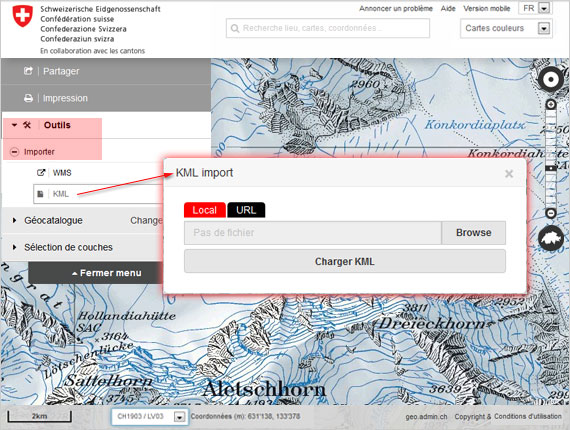 Schweizerische Eidgenossenschaft
Confédération suisse
Confederazione Svizzera
Confederaziun svizra
En collaboration avec les cantons
Annoncer un problème Aide Version mobile FR
Recherche lieu, cartes, coordonnées...
Cartes couleurs
Partager
Impression
Outils
Importer
WMS
KML
Géocatalogue Change
Sélection de couches
Fermer menu
KML import
Local URL
Pas de fichier Browse
Charger KML
2960
Konkordiaplatz
Konkordiahütte
Hollandiahütte
SAC
3164
Lötschenlücke
Sattelhorn
Aletschhorn
Dreieckhorn
2km
CH1903 / LV03 Coordonnées (m): 631'138, 133'378
geo.admin.ch Copyright & Conditions d'utilisation